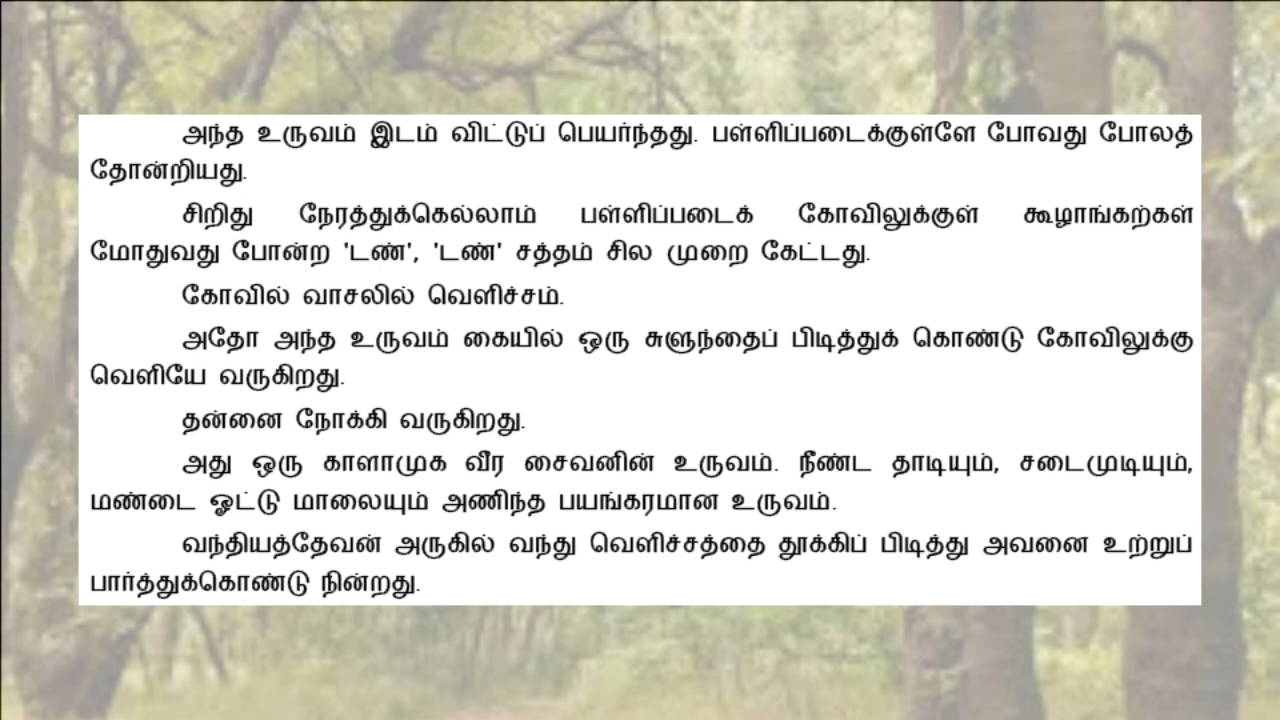 அந்த உருவம் இடம் விட்டுப் பெயர்ந்தது. பள்ளிப்படைக்குள்ளே போவது போலத்
தோன்றியது.
சிறிது நேரத்துக்கெல்லாம் பள்ளிப்படைக் கோவிலுக்குள் கூழாங்கற்கள்
மோதுவது போன்ற 'டண்', 'டண்' சத்தம் சில முறை கேட்டது.
கோவில் வாசலில் வெளிச்சம்.
அதோ அந்த உருவம் கையில் ஒரு சுளுந்தைப் பிடித்துக் கொண்டு கோவிலுக்கு
வெளியே வருகிறது.
தன்னை நோக்கி வருகிறது.
அது ஒரு காளாமுக வீர சைவனின் உருவம். நீண்ட தாடியும், சடைமுடியும்,
மண்டை ஓட்டு மாலையும் அணிந்த பயங்கரமான உருவம்.
வந்தியத்தேவன் அருகில் வந்து வெளிச்சத்தை தூக்கிப் பிடித்து அவனை உற்றுப்
பார்த்துக்கொண்டு நின்றது.